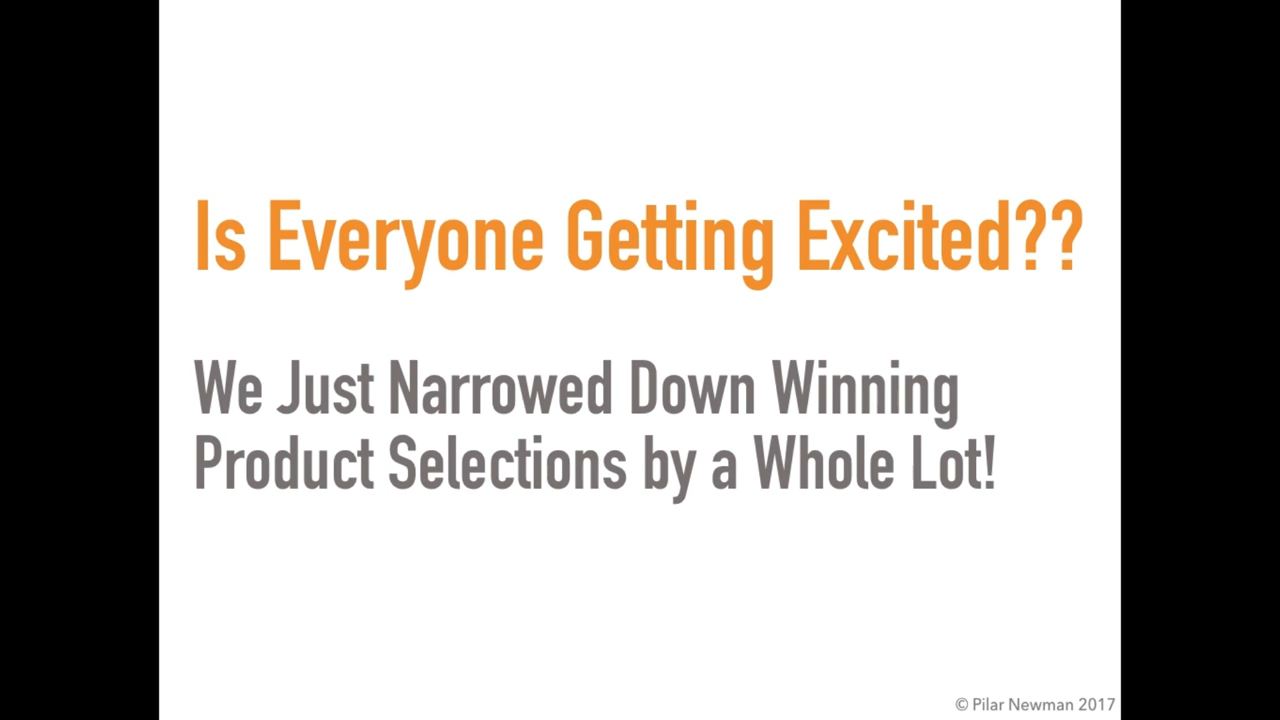 Is Everyone Getting Excited??
We Just Narrowed Down Winning
Product Selections by a Whole Lot!
© Pilar Newman 2017